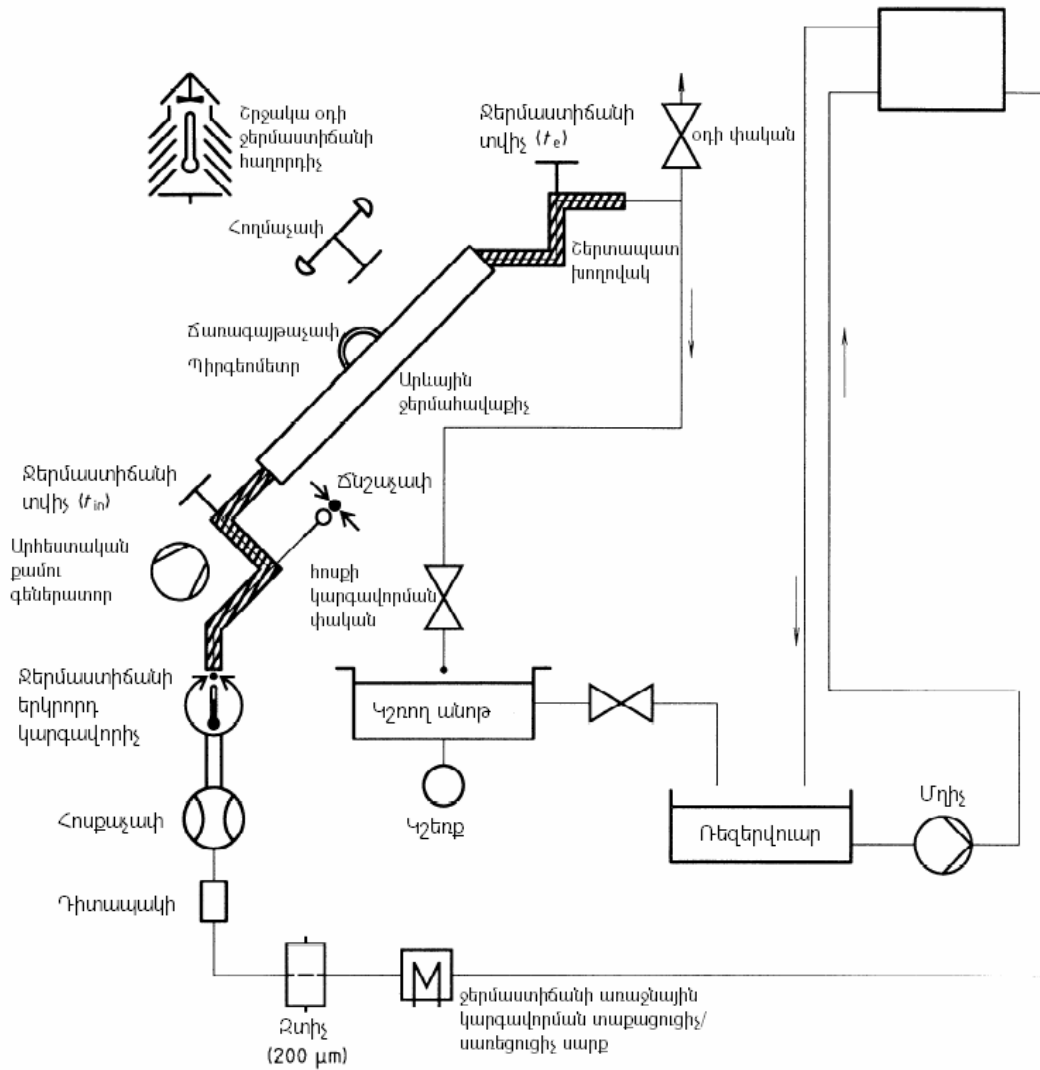 Շրջակա օդի
ջերմաստիճանի
հաղորդիչ
Ջերմաստիճանի
տվիչ (te)
օդի փական
Հողմաչափ
Շերտապատ
խողովակ
Ճառագայթաչափ
Պիրգեոմետր
Արևային
ջերմահավաքիչ
Ջերմաստիճանի
տվիչ (tin)
Ճնշաչափ
Արհեստական
քամու
գեներատոր
հոսքի
կարգավորման
փական
Ջերմաստիճանի
երկրորդ
կարգավորիչ
Կշռող անոթ
Կշեռք
Հոսքաչափ
Ռեզերվուար
Մղիչ
Դիտապակի
Զտիչ
(200 µm)
ջերմաստիճանի առաջնային
կարգավորման տաքացուցիչ/
սառեցուցիչ սարք